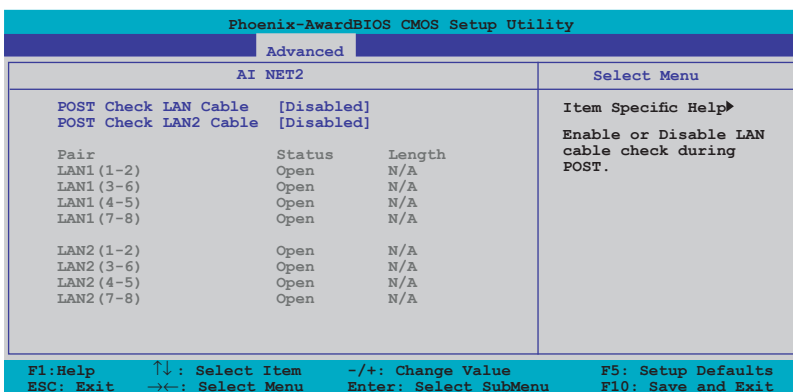 Phoenix-AwardBIOS CMOS Setup Utility
Advanced
AI NET2
Select Menu
POST Check LAN Cable [Disabled]
POST Check LAN2 Cable [Disabled]
Pair Status Length
LAN1(1-2) Open N/A
LAN1(3-6) Open N/A
LAN1(4-5) Open N/A
LAN1(7-8) Open N/A
LAN2(1-2) Open N/A
LAN2(3-6) Open N/A
LAN2(4-5) Open N/A
LAN2(7-8) Open N/A
Item Specific Help
Enable or Disable LAN
cable check during
POST.
F1:Help ↑↓ : Select Item -/+: Change Value F5: Setup Defaults
ESC: Exit →←: Select Menu Enter: Select SubMenu F10: Save and Exit